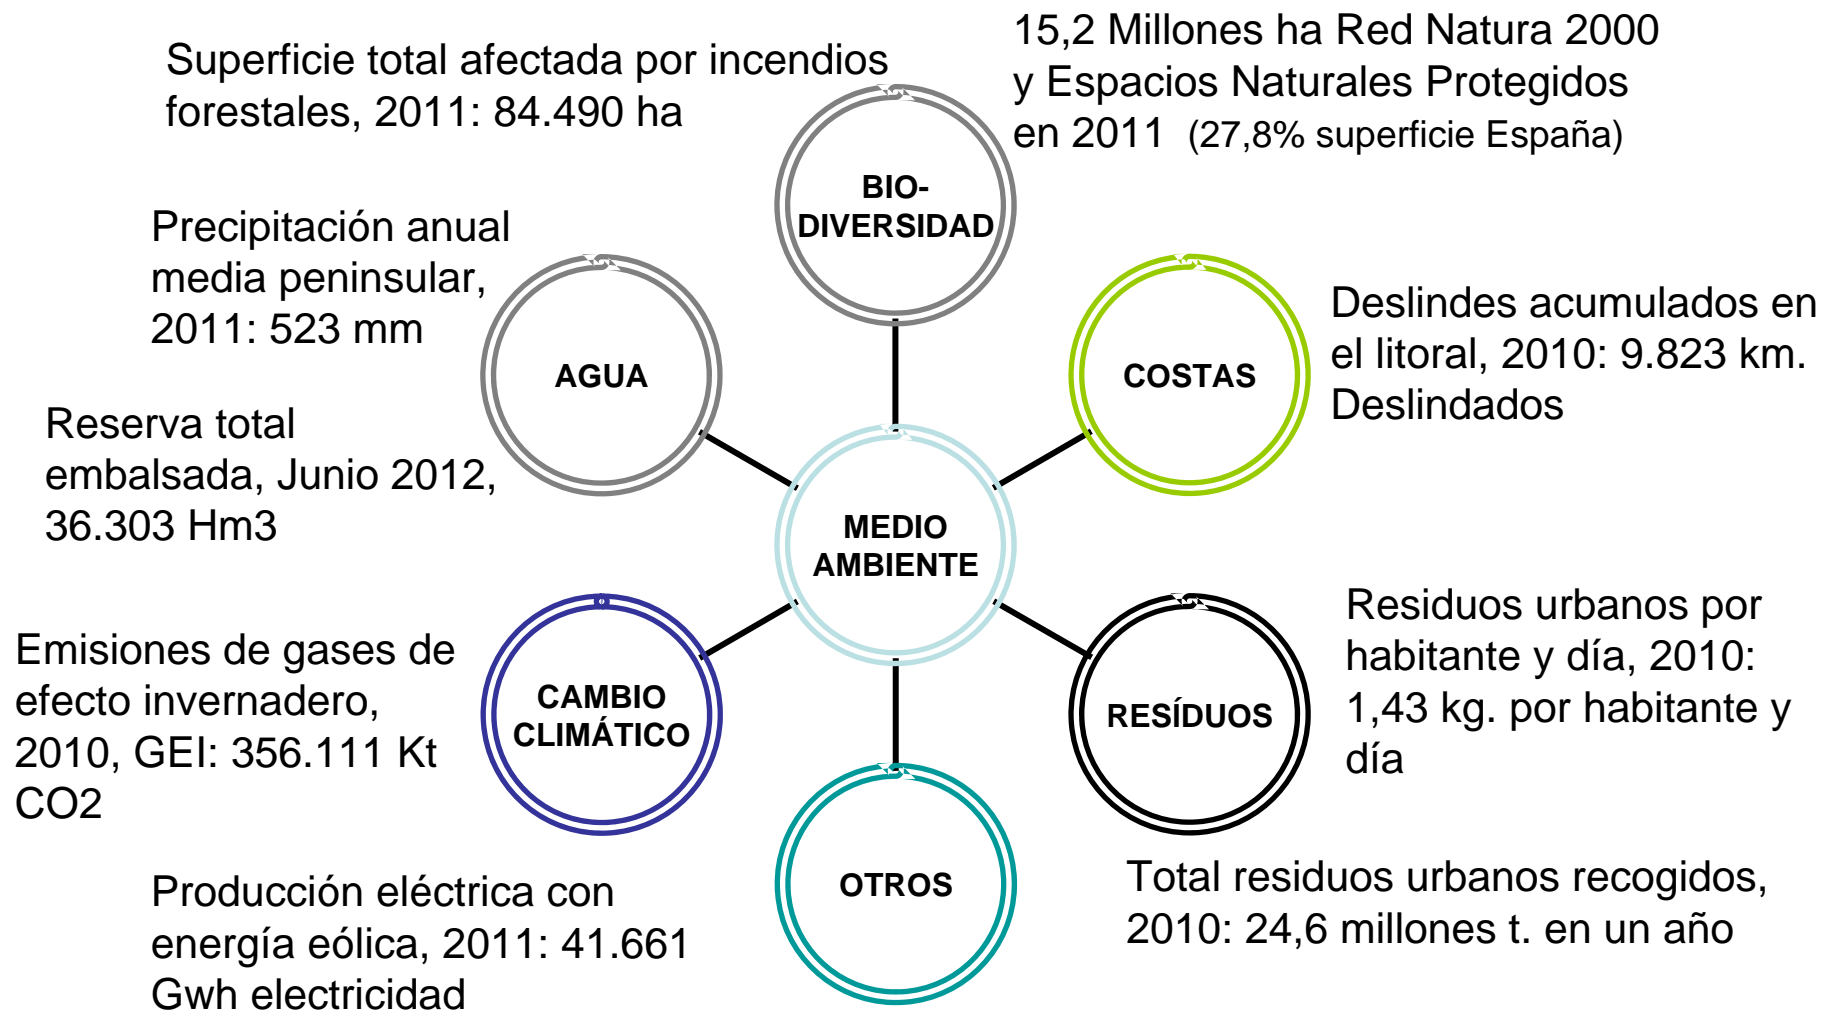 Superficie total afectada por incendios
forestales, 2011: 84.490 ha
15,2 Millones ha Red Natura 2000
y Espacios Naturales Protegidos
en 2011 (27,8% superficie España)
BIO-
DIVERSIDAD
Precipitación anual
media peninsular,
2011: 523 mm
AGUA
COSTAS
Deslindes acumulados en
el litoral, 2010: 9.823 km.
Deslindados
Reserva total
embalsada, Junio 2012,
36.303 Hm3
MEDIO
AMBIENTE
Emisiones de gases de
efecto invernadero,
2010, GEI: 356.111 Kt
CO2
CAMBIO
CLIMÁTICO
RESÍDUOS
Residuos urbanos por
habitante y día, 2010:
1,43 kg. por habitante y
día
Producción eléctrica con
energía eólica, 2011: 41.661
Gwh electricidad
OTROS
Total residuos urbanos recogidos,
2010: 24,6 millones t. en un año